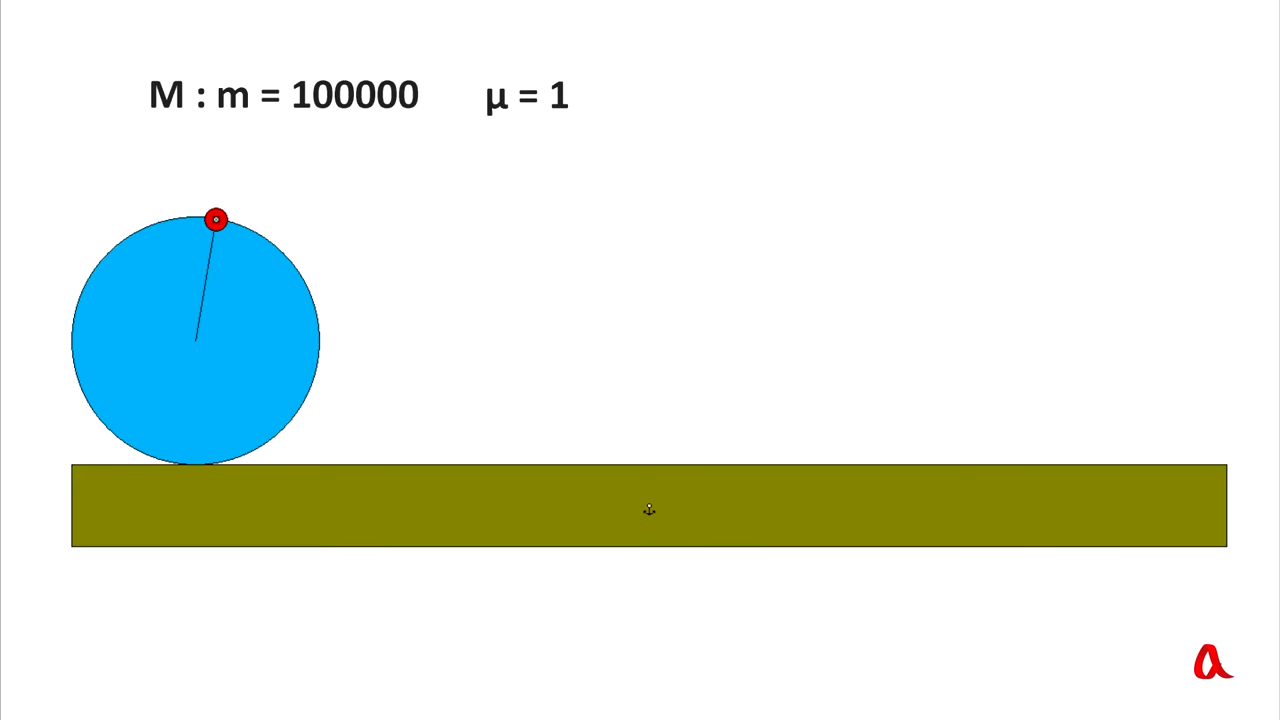 M : m = 100000 μ = 1
a